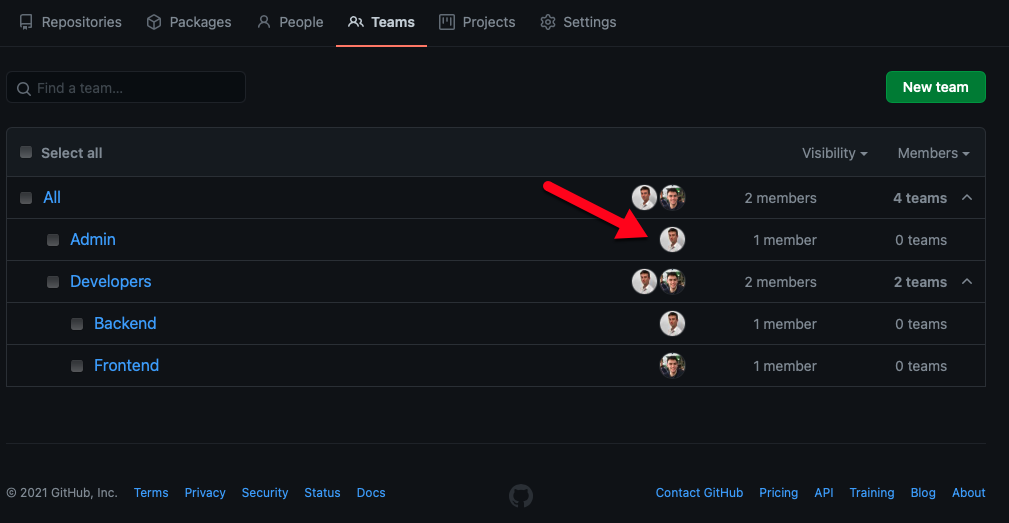 Repositories Packages People Teams Projects Settings
Find a team...
New team
Select all Visibility Members
All 2 members 4 teams
Admin 1 member 0 teams
Developers 2 members 2 teams
Backend 1 member 0 teams
Frontend 1 member 0 teams
© 2021 GitHub, Inc. Terms Privacy Security Status Docs Contact GitHub Pricing API Training Blog About